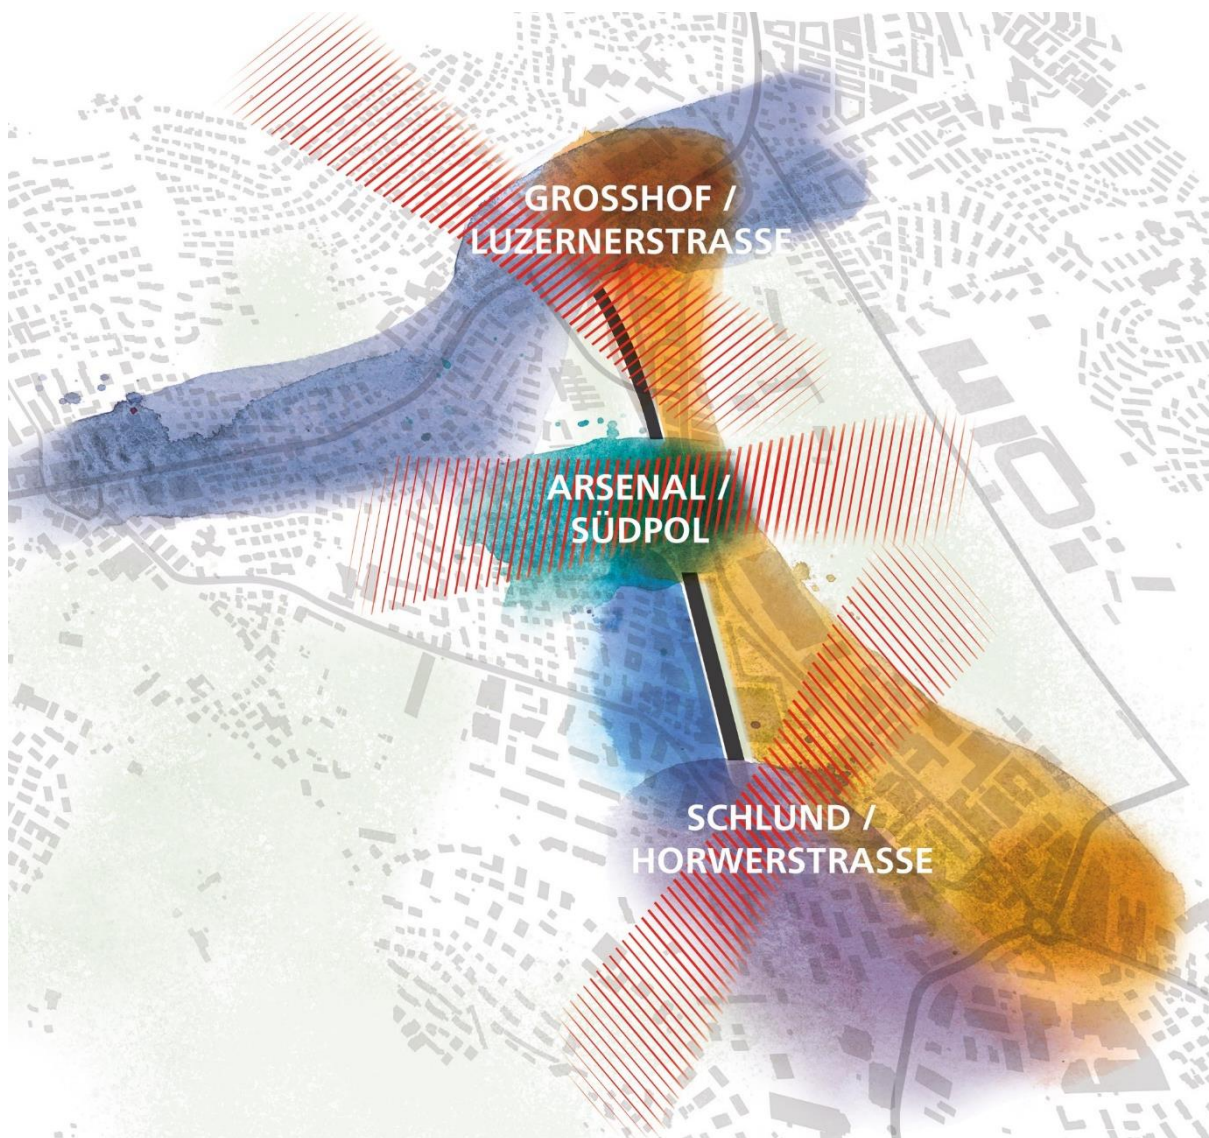 GROSSHOF /
LUZERNERSTRASSE
ARSENAL /
SÜDPOL
SCHLUND /
HORWERSTRASSE